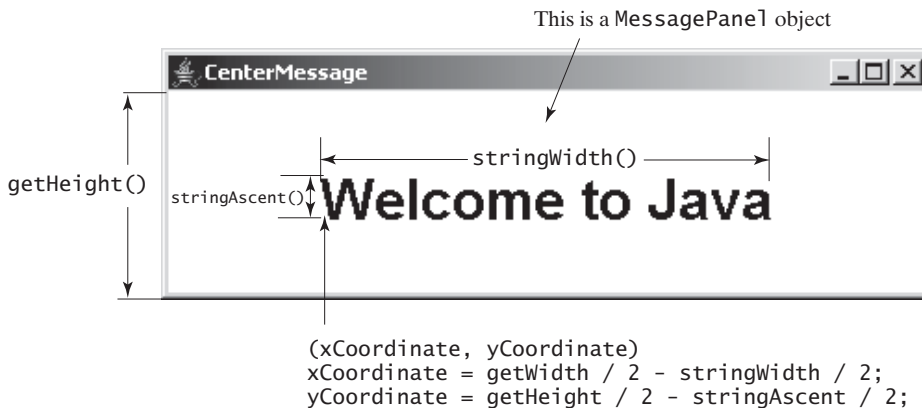 This is a MessagePanel object
CenterMessage
stringWidth()
getHeight()
stringAscent()
Welcome to Java
(xCoordinate, yCoordinate)
xCoordinate = getWidth / 2 - stringWidth / 2;
yCoordinate = getHeight / 2 - stringAscent / 2;